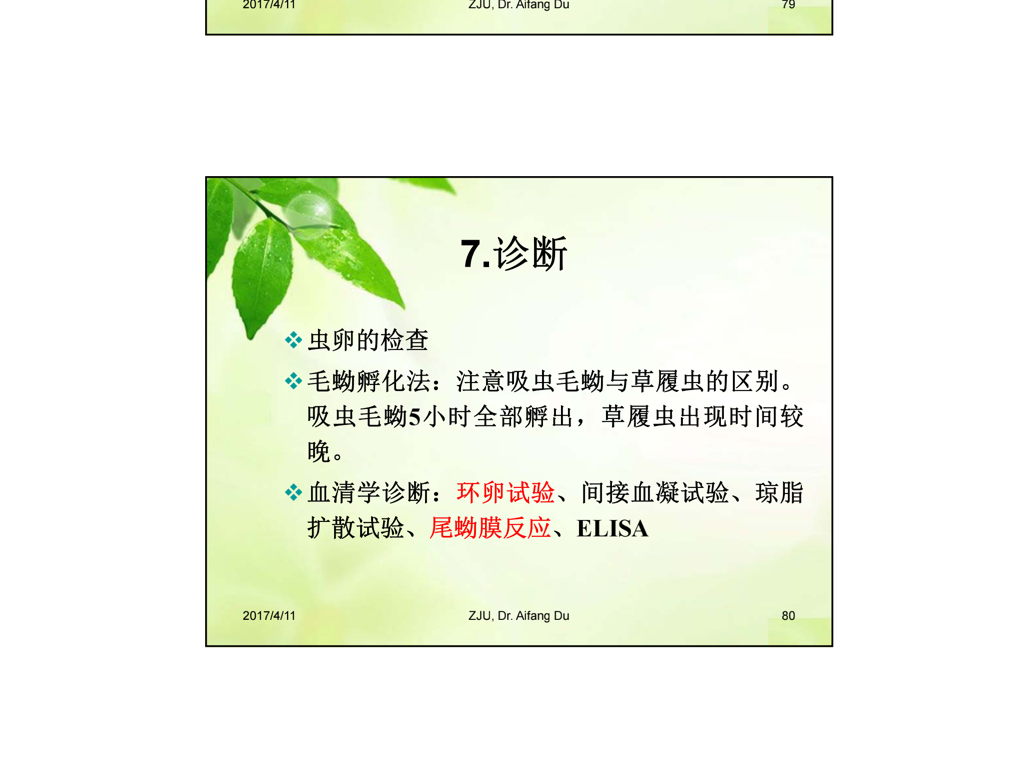 2017/4/11 ZJU, Dr. Aifang Du 79
7.诊断
虫卵的检查
毛蚴孵化法：注意吸虫毛蚴与草履虫的区别。
吸虫毛蚴5小时全部孵出，草履虫出现时间较
晚。
血清学诊断：环卵试验、间接血凝试验、琼脂
扩散试验、尾蚴膜反应、ELISA
2017/4/11 ZJU, Dr. Aifang Du 80